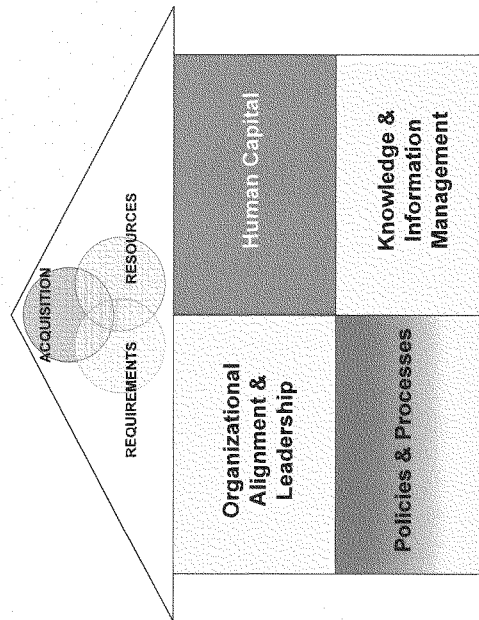 ACQUISITION
REQUIREMENTS
RESOURCES
Organizational
Alignment &
Leadership
Human Capital
Policies & Processes
Knowledge &
Information
Management